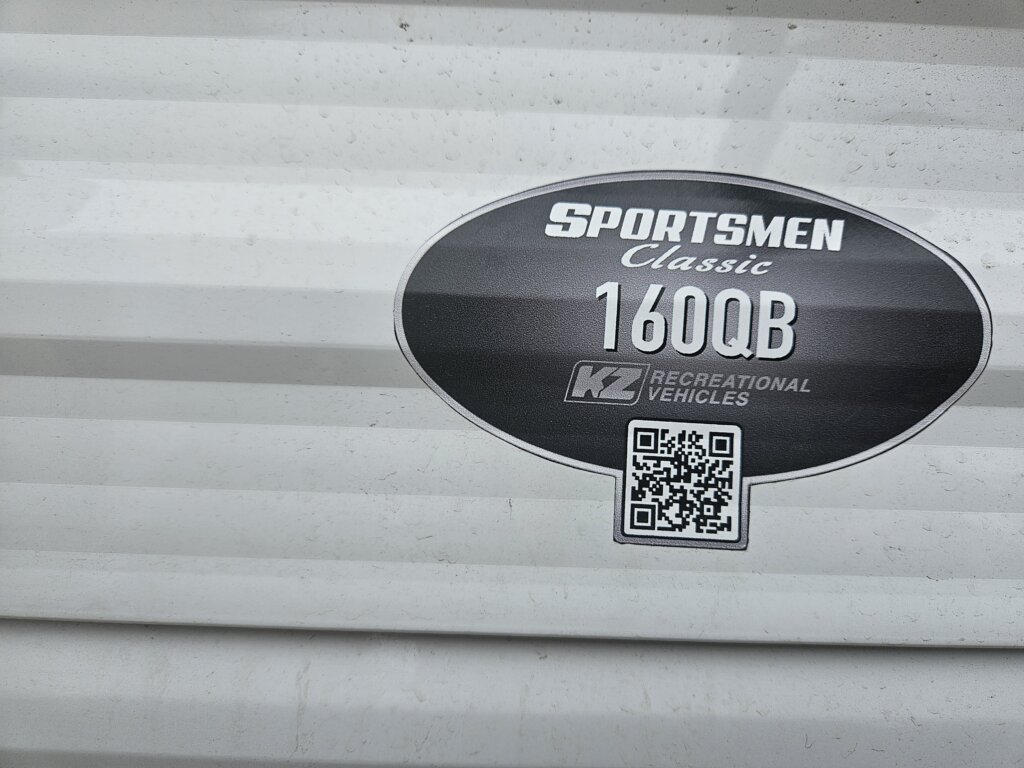 SPORTSMEN
Classic
160QB
KZ RECREATIONAL
VEHICLES